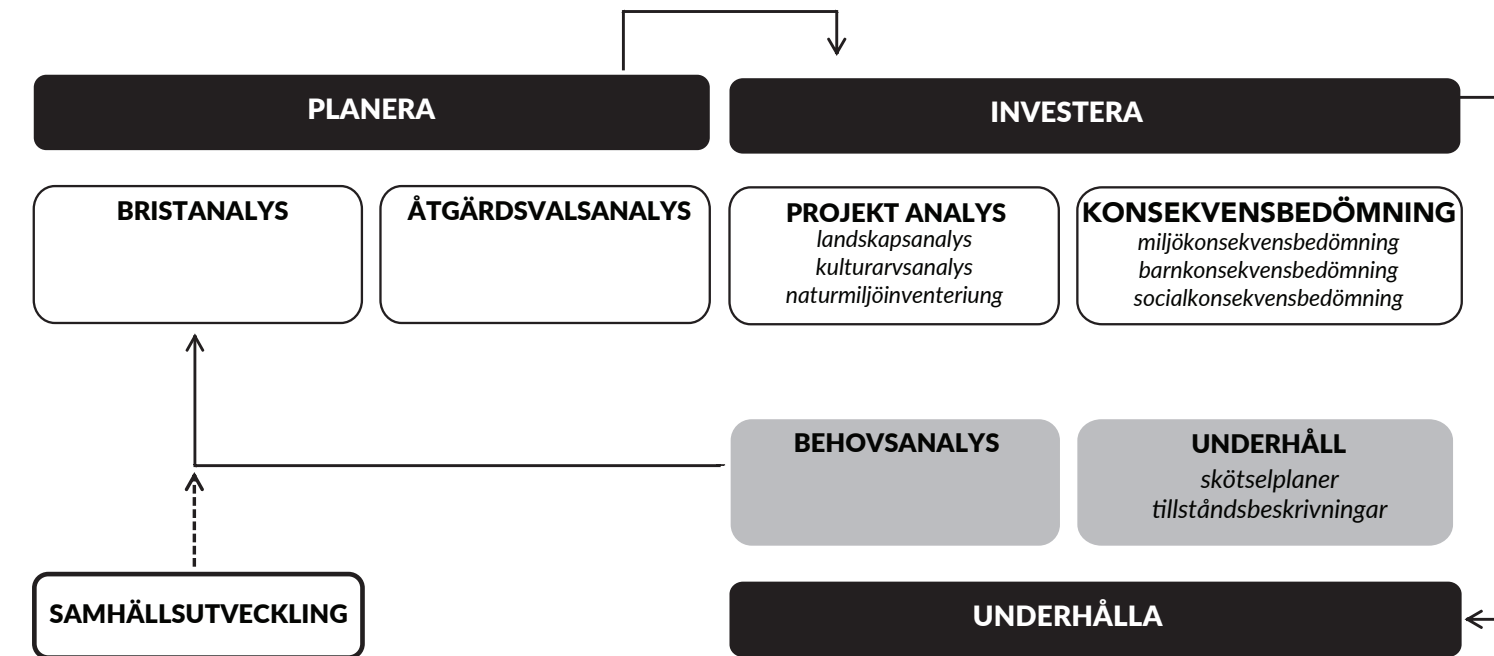 PLANERA
INVESTERA
BRISTANALYS
ÅTGÄRDSVALSANALYS
PROJEKT ANALYS
landskapsanalys
kulturarvsanalys
naturmiljöinventeriung
KONSEKVENSBEDÖMNING
miljökonsekvensbedömning
barnkonsekvensbedömning
socialkonsekvensbedömning
BEHOVSANALYS
UNDERHÅLL
skötselplaner
tillståndsbeskrivningar
SAMHÄLLSUTVECKLING
UNDERHÅLLA